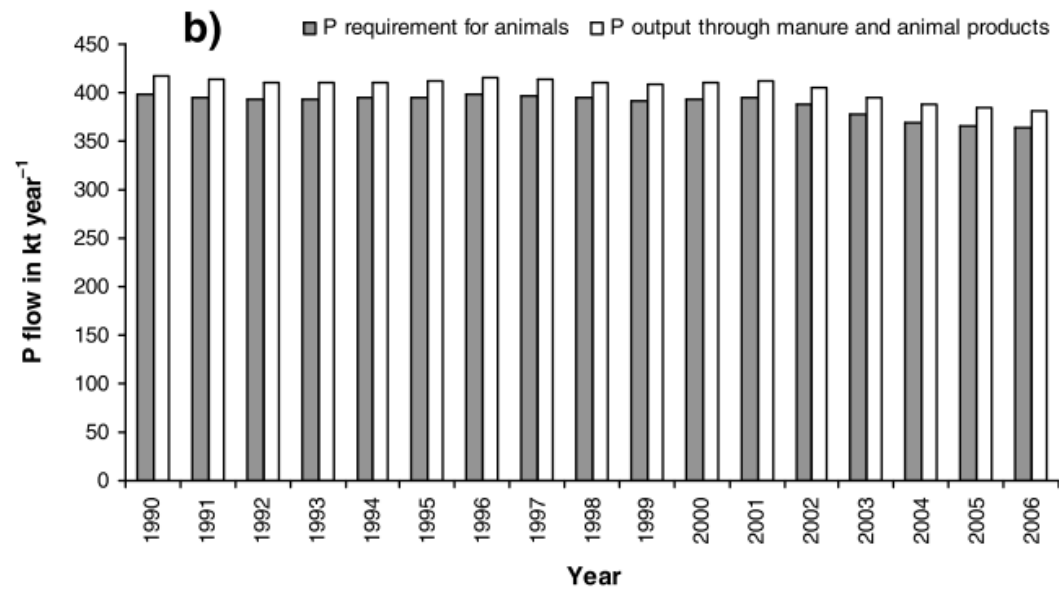 b)
P requirement for animals P output through manure and animal products
450
400
350
300
250
200
150
100
50
0
P flow in kt year⁻¹
1990 1991 1992 1993 1994 1995 1996 1997 1998 1999 2000 2001 2002 2003 2004 2005 2006
Year